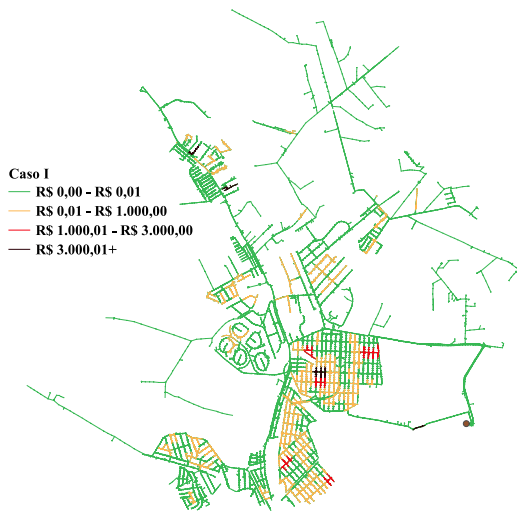 Caso I
R$ 0,00 - R$ 0,01
R$ 0,01 - R$ 1.000,00
R$ 1.000,01 - R$ 3.000,00
R$ 3.000,01+